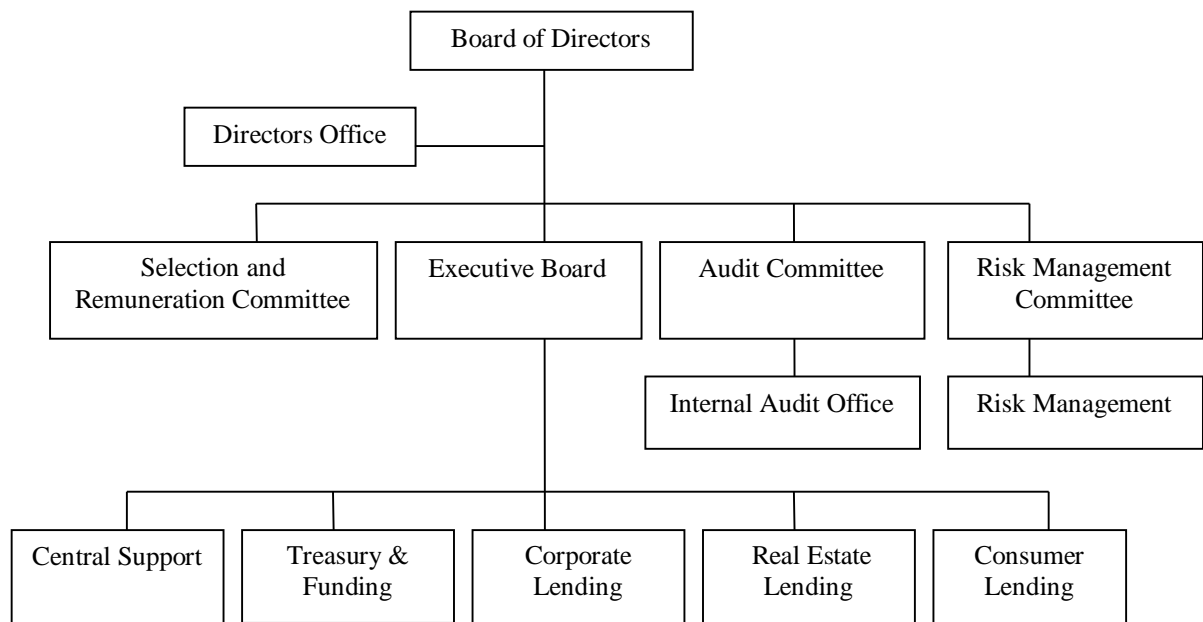 Board of Directors
Directors Office
Selection and
Remuneration Committee
Executive Board
Audit Committee
Risk Management
Committee
Internal Audit Office
Risk Management
Central Support
Treasury &
Funding
Corporate
Lending
Real Estate
Lending
Consumer
Lending